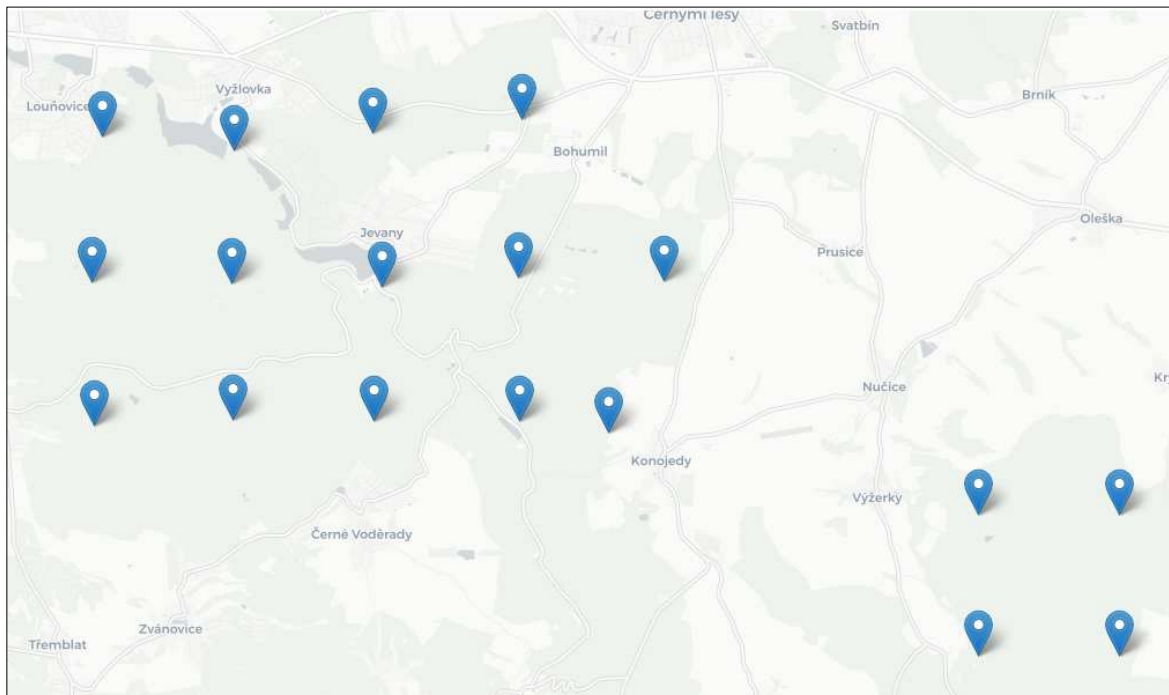 Černými lesy
Svatbín
Vyžlovka
Louňovice
Brník
Bohumil
Oleška
Jevany
Prusice
Nučice
Konojedy
Výžerky
Černé Voděrady
Zvánovice
Třemblat